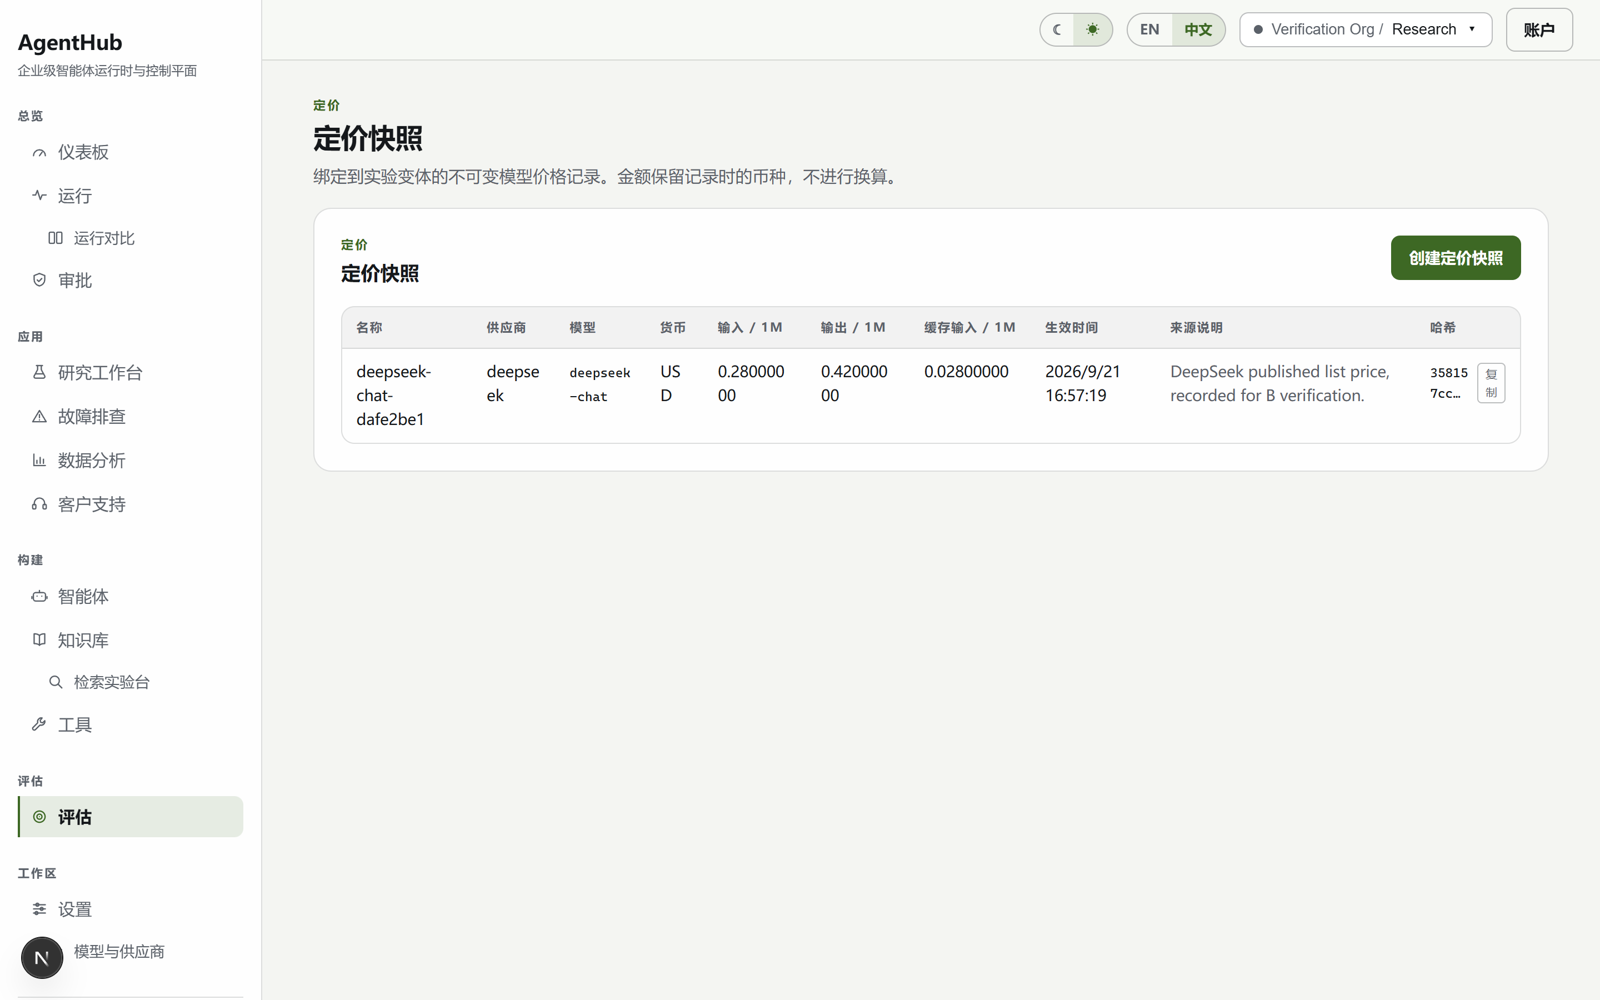 AgentHub
企业级智能体运行时与控制平面
总览
仪表板
运行
运行对比
审批
应用
研究工作台
故障排查
数据分析
客户支持
构建
智能体
知识库
检索实验台
工具
评估
评估
工作区
设置
模型与供应商
N
EN 中文
Verification Org / Research
账户
定价
定价快照
绑定到实验变体的不可变模型价格记录。金额保留记录时的币种，不进行换算。
定价
定价快照
创建定价快照
名称 供应商 模型 货币 输入 / 1M 输出 / 1M 缓存输入 / 1M 生效时间 来源说明 哈希
deepseek- deepse deepseek US 0.280000 0.420000 0.02800000 2026/9/21 DeepSeek published list price, 35815 复
chat- ek -chat D 00 00 16:57:19 recorded for B verification. 7cc… 制
dafe2be1